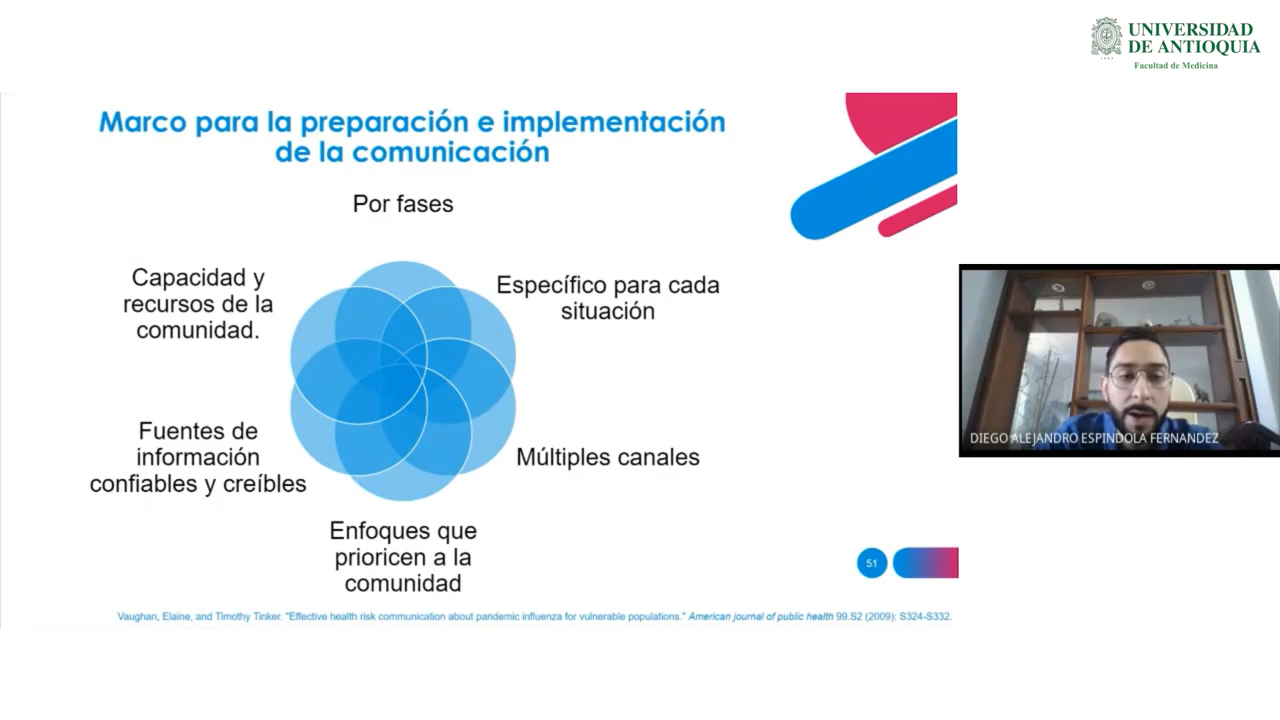 UNIVERSIDAD
DE ANTIOQUIA
Facultad de Medicina
Marco para la preparación e implementación
de la comunicación
Por fases
Capacidad y
recursos de la
comunidad.
Específico para cada
situación
Fuentes de
información
confiables y creíbles
Múltiples canales
Enfoques que
prioricen a la
comunidad
51
Vaughan, Elaine, and Timothy Tinker. "Effective health risk communication about pandemic influenza for vulnerable populations." American journal of public health 99.S2 (2009): S324-S332.
DIEGO ALEJANDRO ESPINDOLA FERNANDEZ